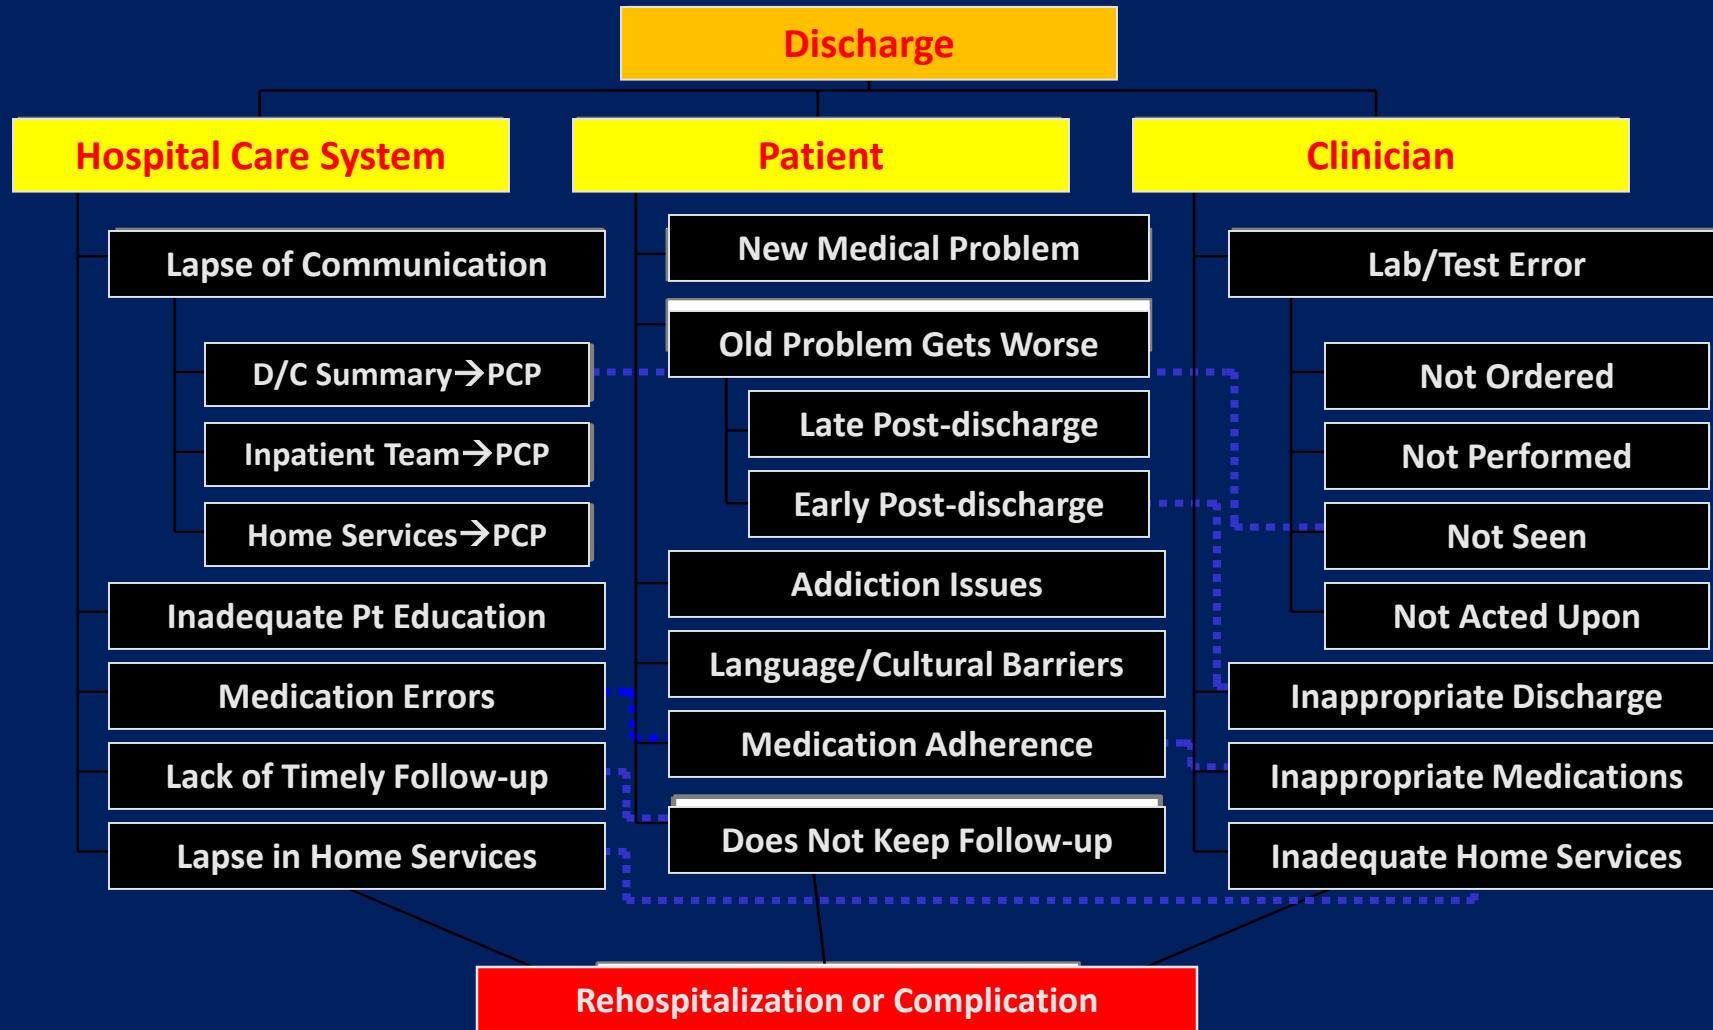 Discharge
Hospital Care System
Lapse of Communication
D/C Summary→PCP
Inpatient Team→PCP
Home Services→PCP
Inadequate Pt Education
Medication Errors
Lack of Timely Follow-up
Lapse in Home Services
Patient
New Medical Problem
Old Problem Gets Worse
Late Post-discharge
Early Post-discharge
Addiction Issues
Language/Cultural Barriers
Medication Adherence
Does Not Keep Follow-up
Clinician
Lab/Test Error
Not Ordered
Not Performed
Not Seen
Not Acted Upon
Inappropriate Discharge
Inappropriate Medications
Inadequate Home Services
Rehospitalization or Complication